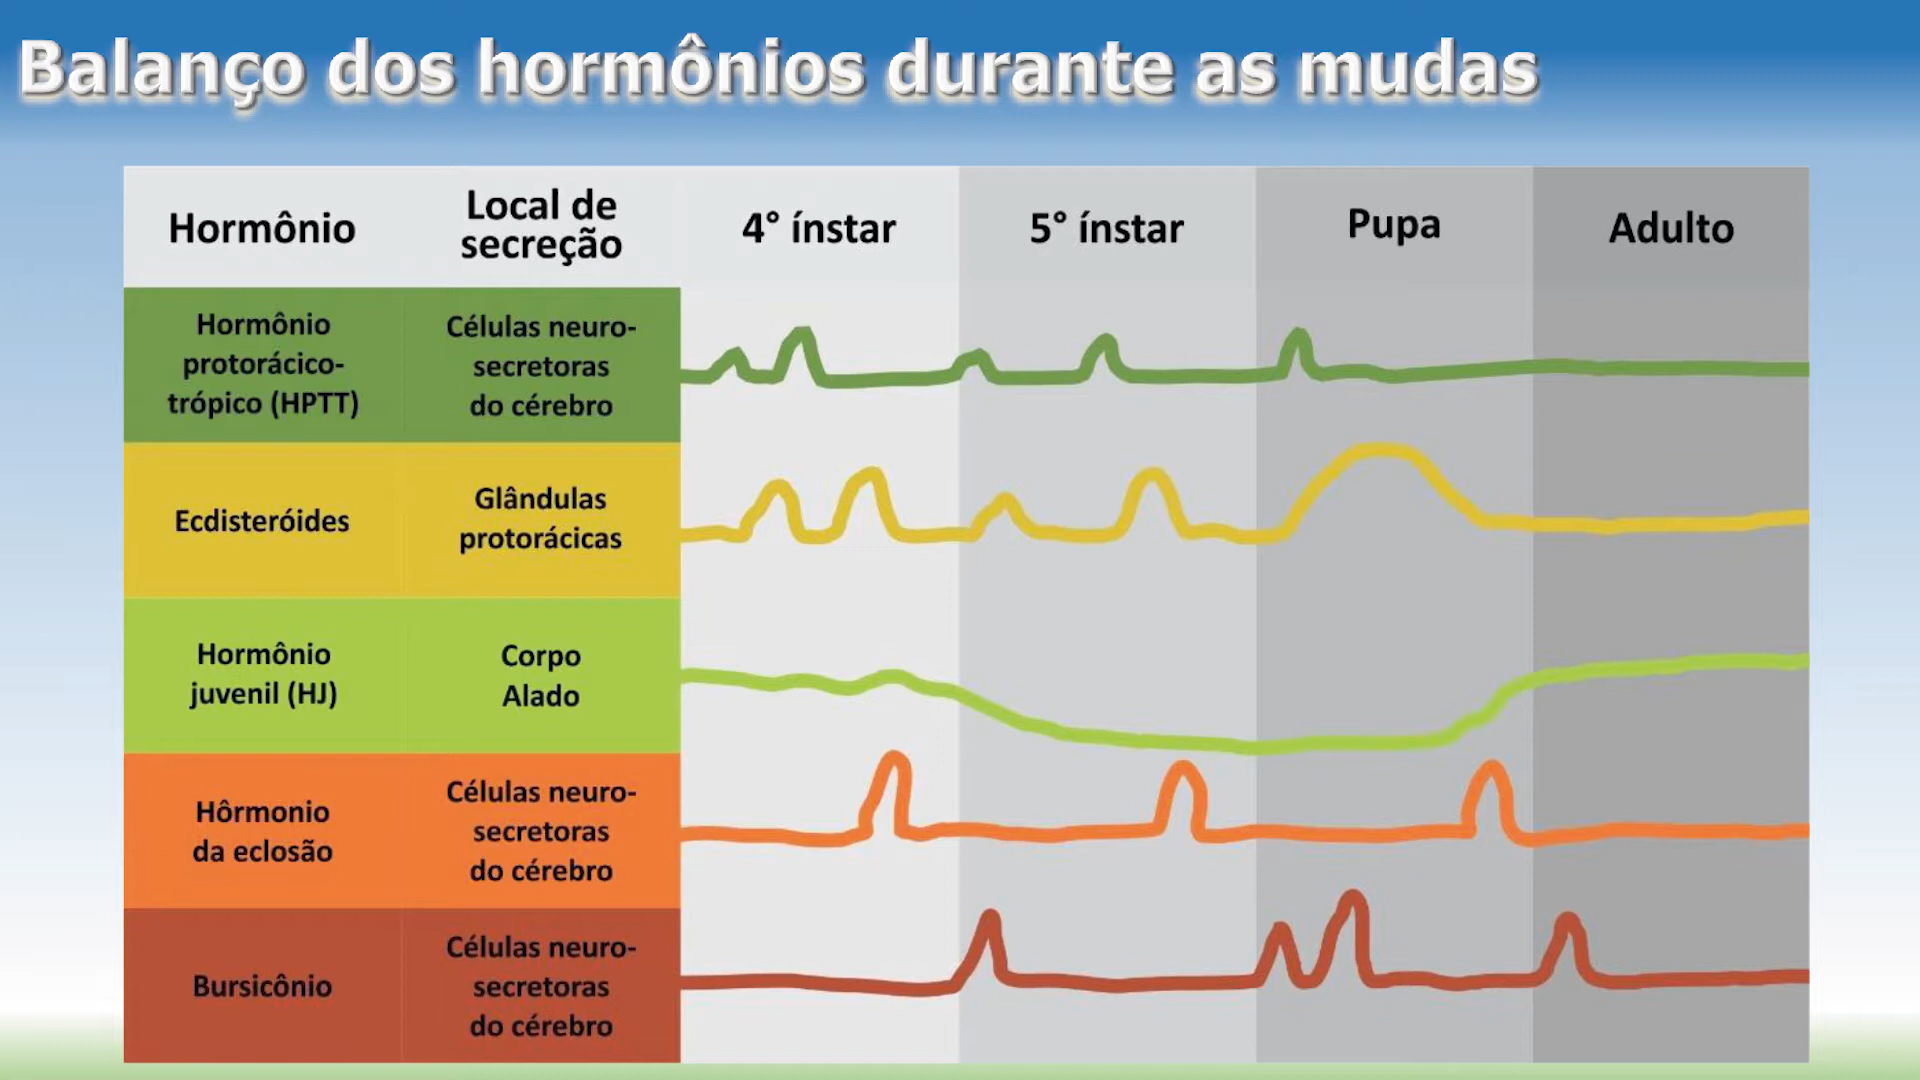 Balanço dos hormônios durante as mudas
Hormônio
Local de
secreção
4° ínstar
5° ínstar
Pupa
Adulto
Hormônio
protorácico-
trópico (HPTT)
Células neuro-
secretoras
do cérebro
Ecdisteróides
Glândulas
protorácicas
Hormônio
juvenil (HJ)
Corpo
Alado
Hôrmonio
da eclosão
Células neuro-
secretoras
do cérebro
Bursicônio
Células neuro-
secretoras
do cérebro